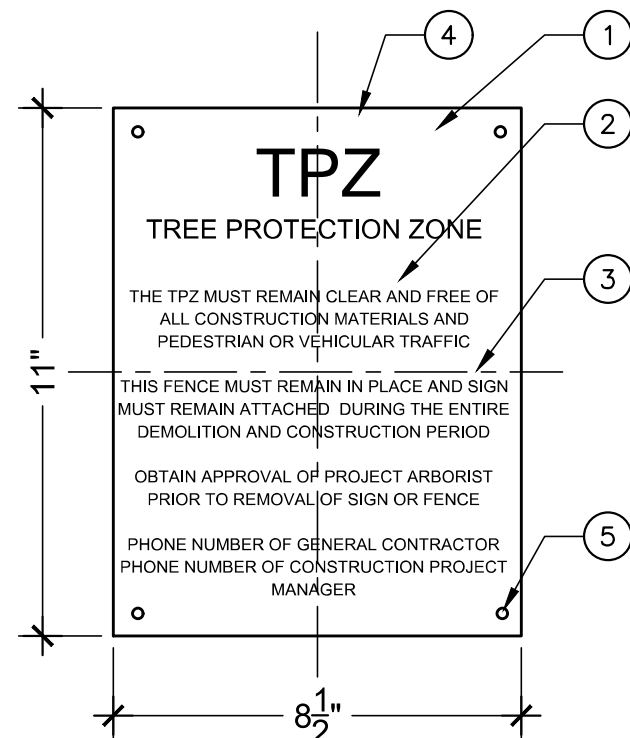 4
1
2
TPZ
TREE PROTECTION ZONE
THE TPZ MUST REMAIN CLEAR AND FREE OF
ALL CONSTRUCTION MATERIALS AND
PEDESTRIAN OR VEHICULAR TRAFFIC
3
11"
THIS FENCE MUST REMAIN IN PLACE AND SIGN
MUST REMAIN ATTACHED DURING THE ENTIRE
DEMOLITION AND CONSTRUCTION PERIOD
OBTAIN APPROVAL OF PROJECT ARBORIST
PRIOR TO REMOVAL OF SIGN OR FENCE
5
PHONE NUMBER OF GENERAL CONTRACTOR
PHONE NUMBER OF CONSTRUCTION PROJECT
MANAGER
8 1/2"